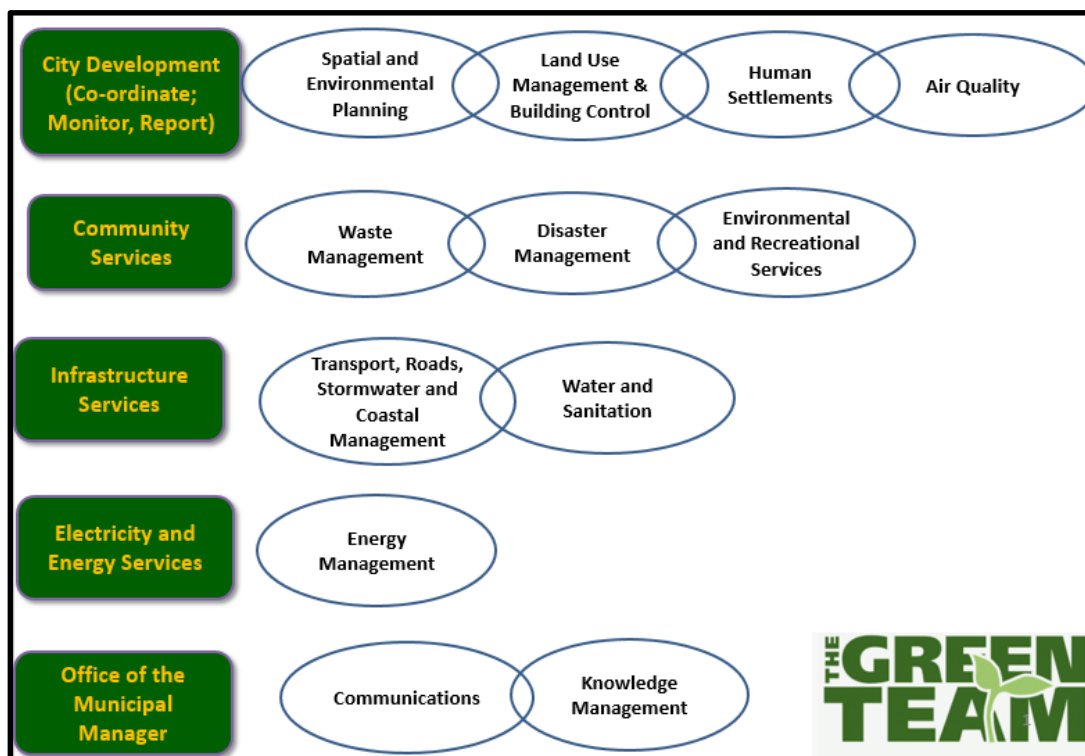 City Development
(Co-ordinate;
Monitor, Report)
Spatial and
Environmental
Planning
Land Use
Management &
Building Control
Human
Settlements
Air Quality
Community
Services
Waste
Management
Disaster
Management
Environmental
and Recreational
Services
Infrastructure
Services
Transport, Roads,
Stormwater and
Coastal
Management
Water and
Sanitation
Electricity and
Energy Services
Energy
Management
Office of the
Municipal
Manager
Communications
Knowledge
Management
THE
GREEN
TEAM
1